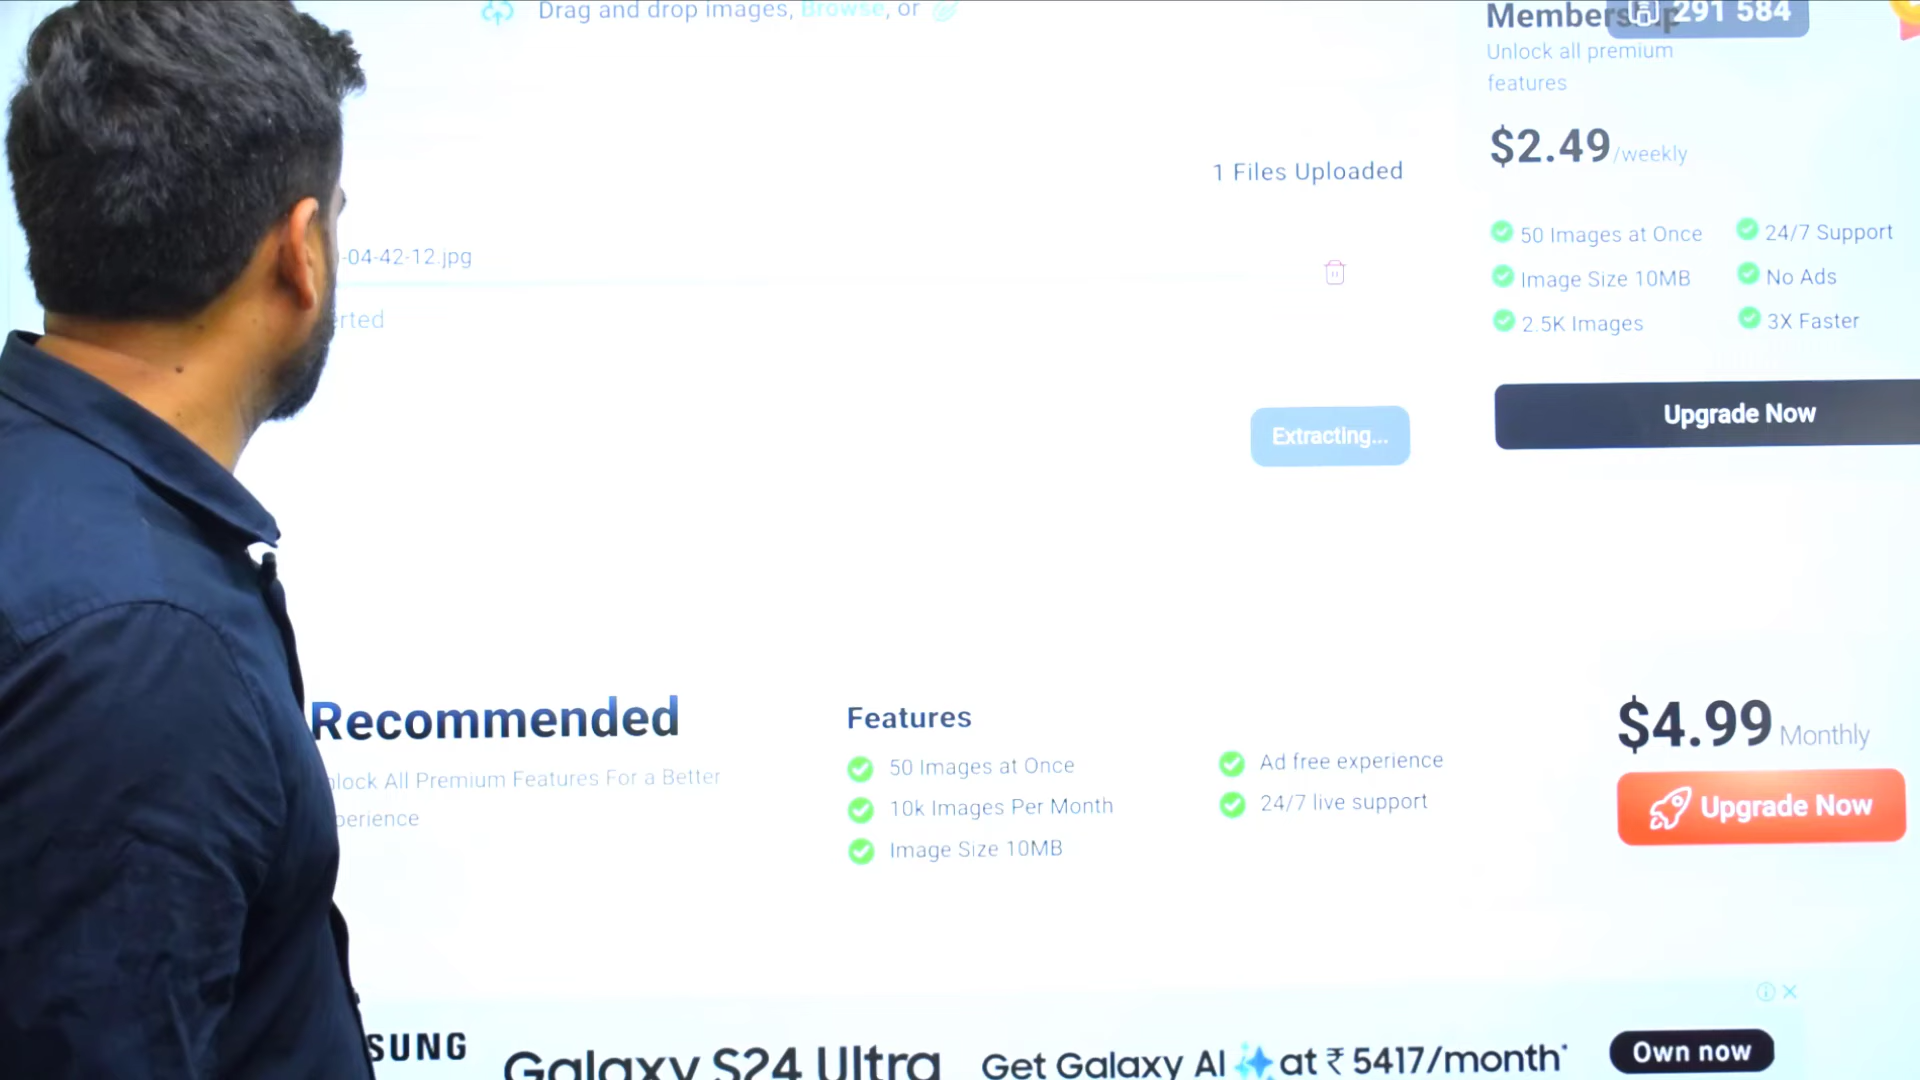 Drag and drop images, Browse, or
291 584
Unlock all premium
features
$2.49/weekly
1 Files Uploaded
-04-42-12.jpg
50 Images at Once
24/7 Support
Image Size 10MB
No Ads
2.5K Images
3X Faster
Extracting...
Upgrade Now
Recommended
Features
50 Images at Once
10k Images Per Month
Image Size 10MB
Ad free experience
24/7 live support
$4.99 Monthly
Upgrade Now
lock All Premium Features For a Better
perience
SUNG
Galaxy S24 Ultra
Get Galaxy AI at ₹ 5417/month*
Own now